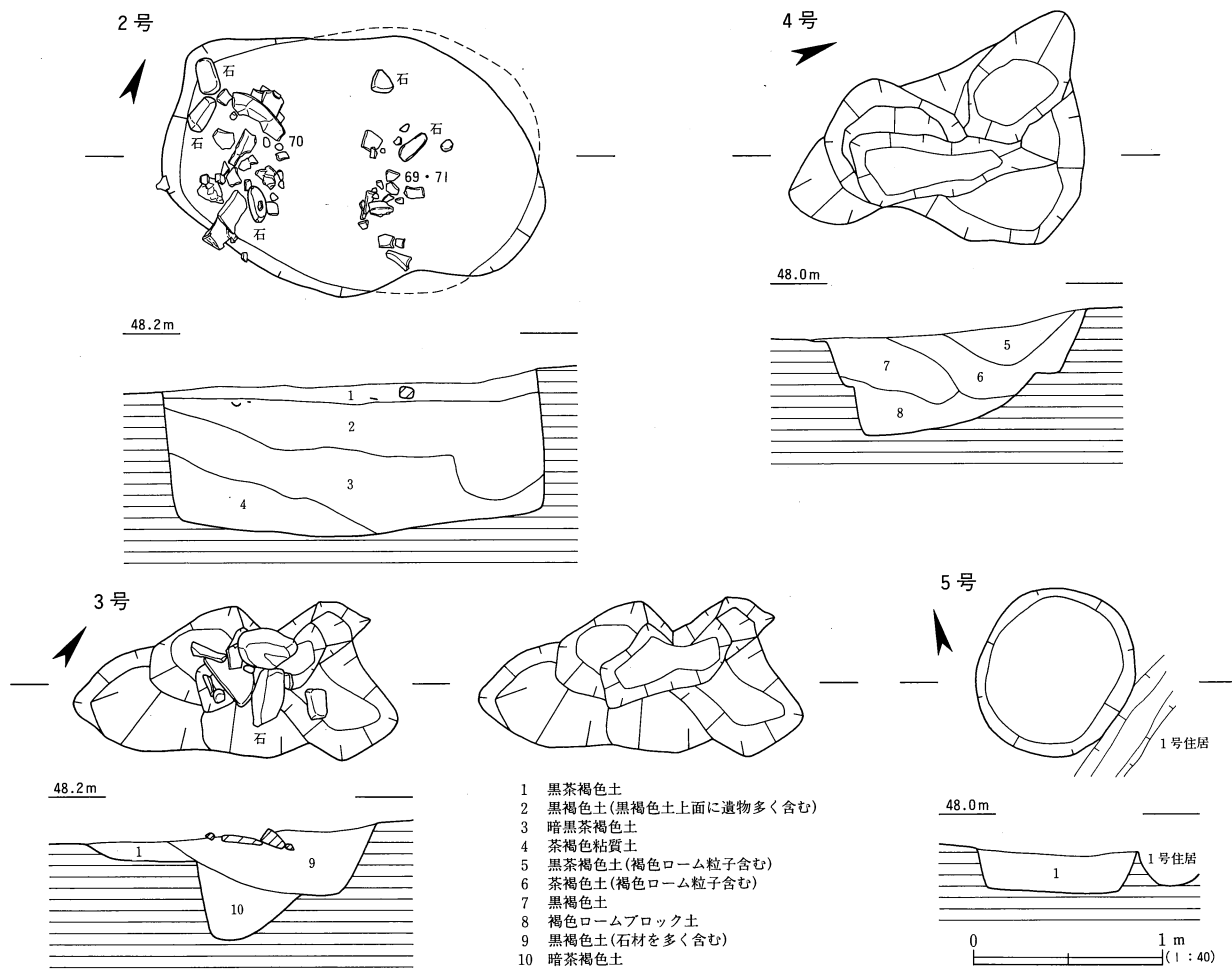 2号
石
石
石
70
石
69・71
石
48.2m
1
2
3
4
4号
48.0m
5
7
6
8
3号
石
48.2m
1
9
10
1 黒茶褐色土
2 黒褐色土(黒褐色土上面に遺物多く含む)
3 暗黒茶褐色土
4 茶褐色粘質土
5 黒茶褐色土(褐色ローム粒子含む)
6 茶褐色土(褐色ローム粒子含む)
7 黒褐色土
8 褐色ロームブロック土
9 黒褐色土(石材を多く含む)
10 暗茶褐色土
5号
1号住居
48.0m
1号住居
1
0 1m
(1:40)